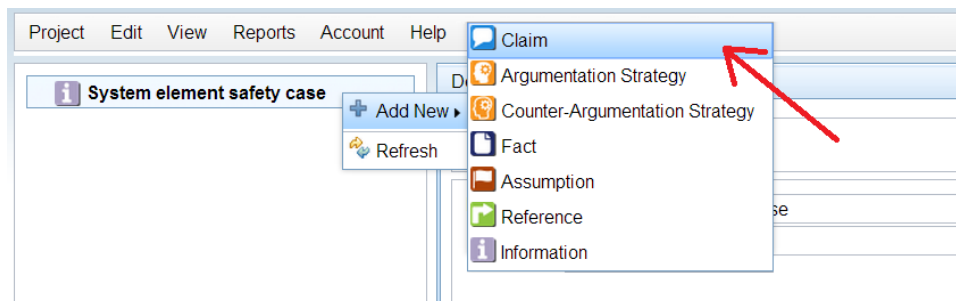 Project Edit View Reports Account Help
System element safety case
Add New
Refresh
Claim
Argumentation Strategy
Counter-Argumentation Strategy
Fact
Assumption
Reference
Information